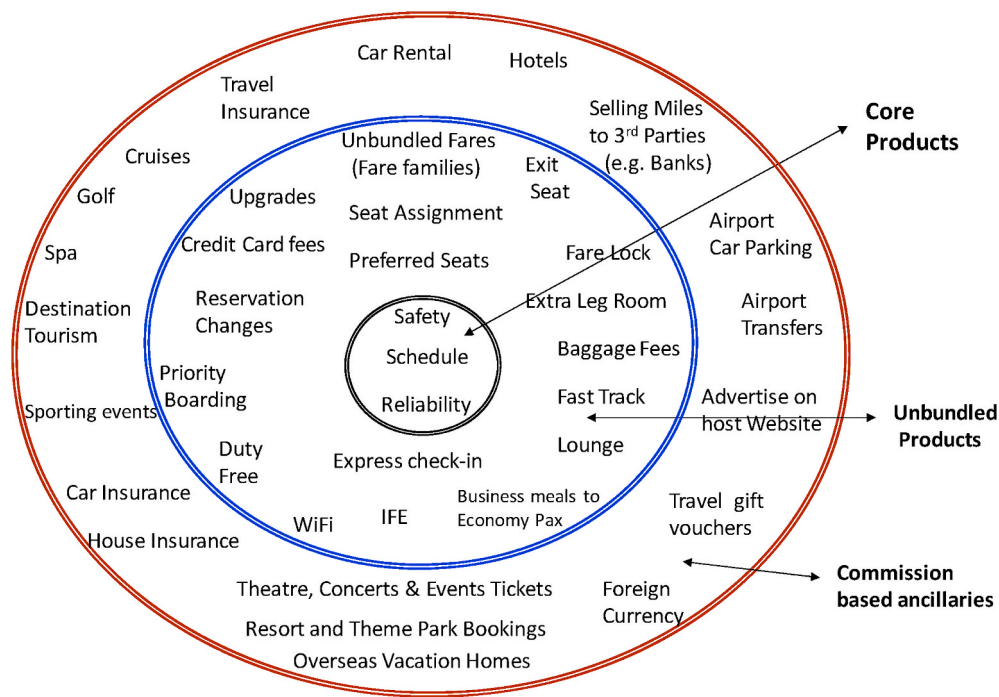 Car Rental
Hotels
Travel
Insurance
Selling Miles
to 3rd Parties
(e.g. Banks)
Core
Products
Unbundled Fares
(Fare families)
Cruises
Exit
Seat
Golf
Upgrades
Seat Assignment
Airport
Car Parking
Spa
Credit Card fees
Preferred Seats
Fare Lock
Destination
Tourism
Reservation
Changes
Safety
Extra Leg Room
Airport
Transfers
Schedule
Baggage Fees
Priority
Boarding
Sporting events
Reliability
Fast Track
Advertise on
host Website
Unbundled
Products
Duty
Free
Express check-in
Lounge
Car Insurance
House Insurance
WiFi
IFE
Business meals to
Economy Pax
Travel gift
vouchers
Commission
based ancillaries
Theatre, Concerts & Events Tickets
Foreign
Currency
Resort and Theme Park Bookings
Overseas Vacation Homes